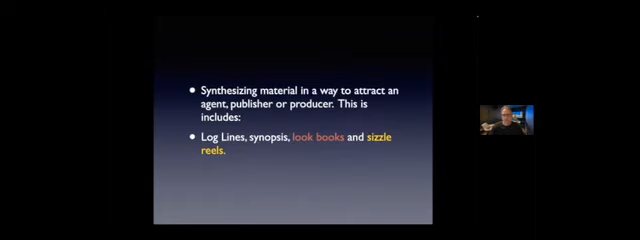 Synthesizing material in a way to attract an
agent, publisher or producer. This is
includes:
Log Lines, synopsis, look books and sizzle
reels.